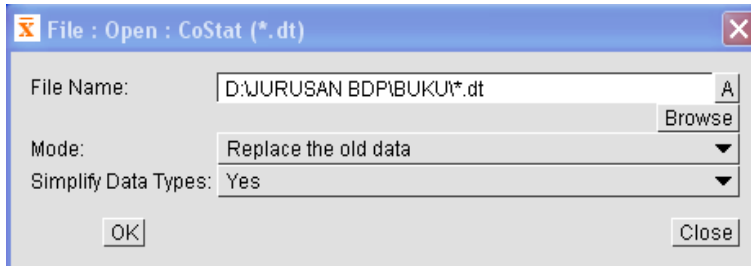 x̅ File : Open : CoStat (*.dt)
File Name: D:\JURUSAN BDP\BUKU\*.dt A
Browse
Mode: Replace the old data
Simplify Data Types: Yes
OK Close